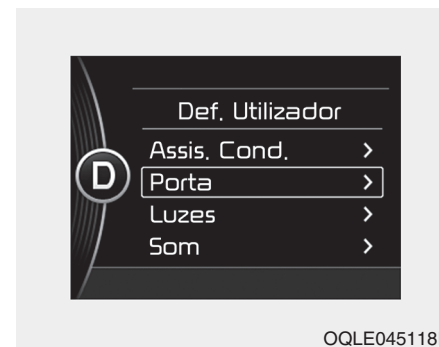 Def. Utilizador
Assis. Cond. >
D
Porta >
Luzes >
Som >
OQLE045118